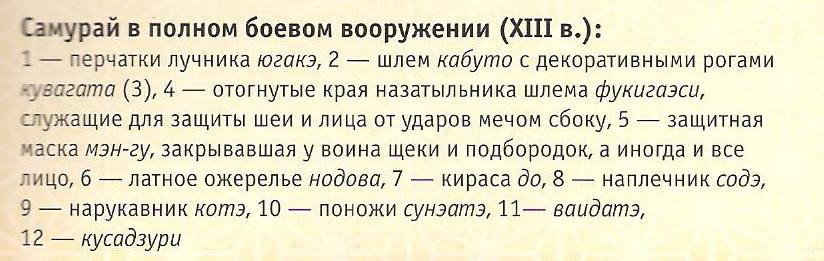 Самурай в полном боевом вооружении (XIII в.):
1 — перчатки лучника югакэ, 2 — шлем кабуто с декоративными рогами
кувагата (3), 4 — отогнутые края назатыльника шлема фукигаэси,
служащие для защиты шеи и лица от ударов мечом сбоку, 5 — защитная
маска мэн-гу, закрывавшая у воина щеки и подбородок, а иногда и все
лицо, 6 — латное ожерелье нодова, 7 — кираса до, 8 — наплечник содэ,
9 — нарукавник котэ, 10 — поножи сунэатэ, 11— ваидатэ,
12 — кусадзури